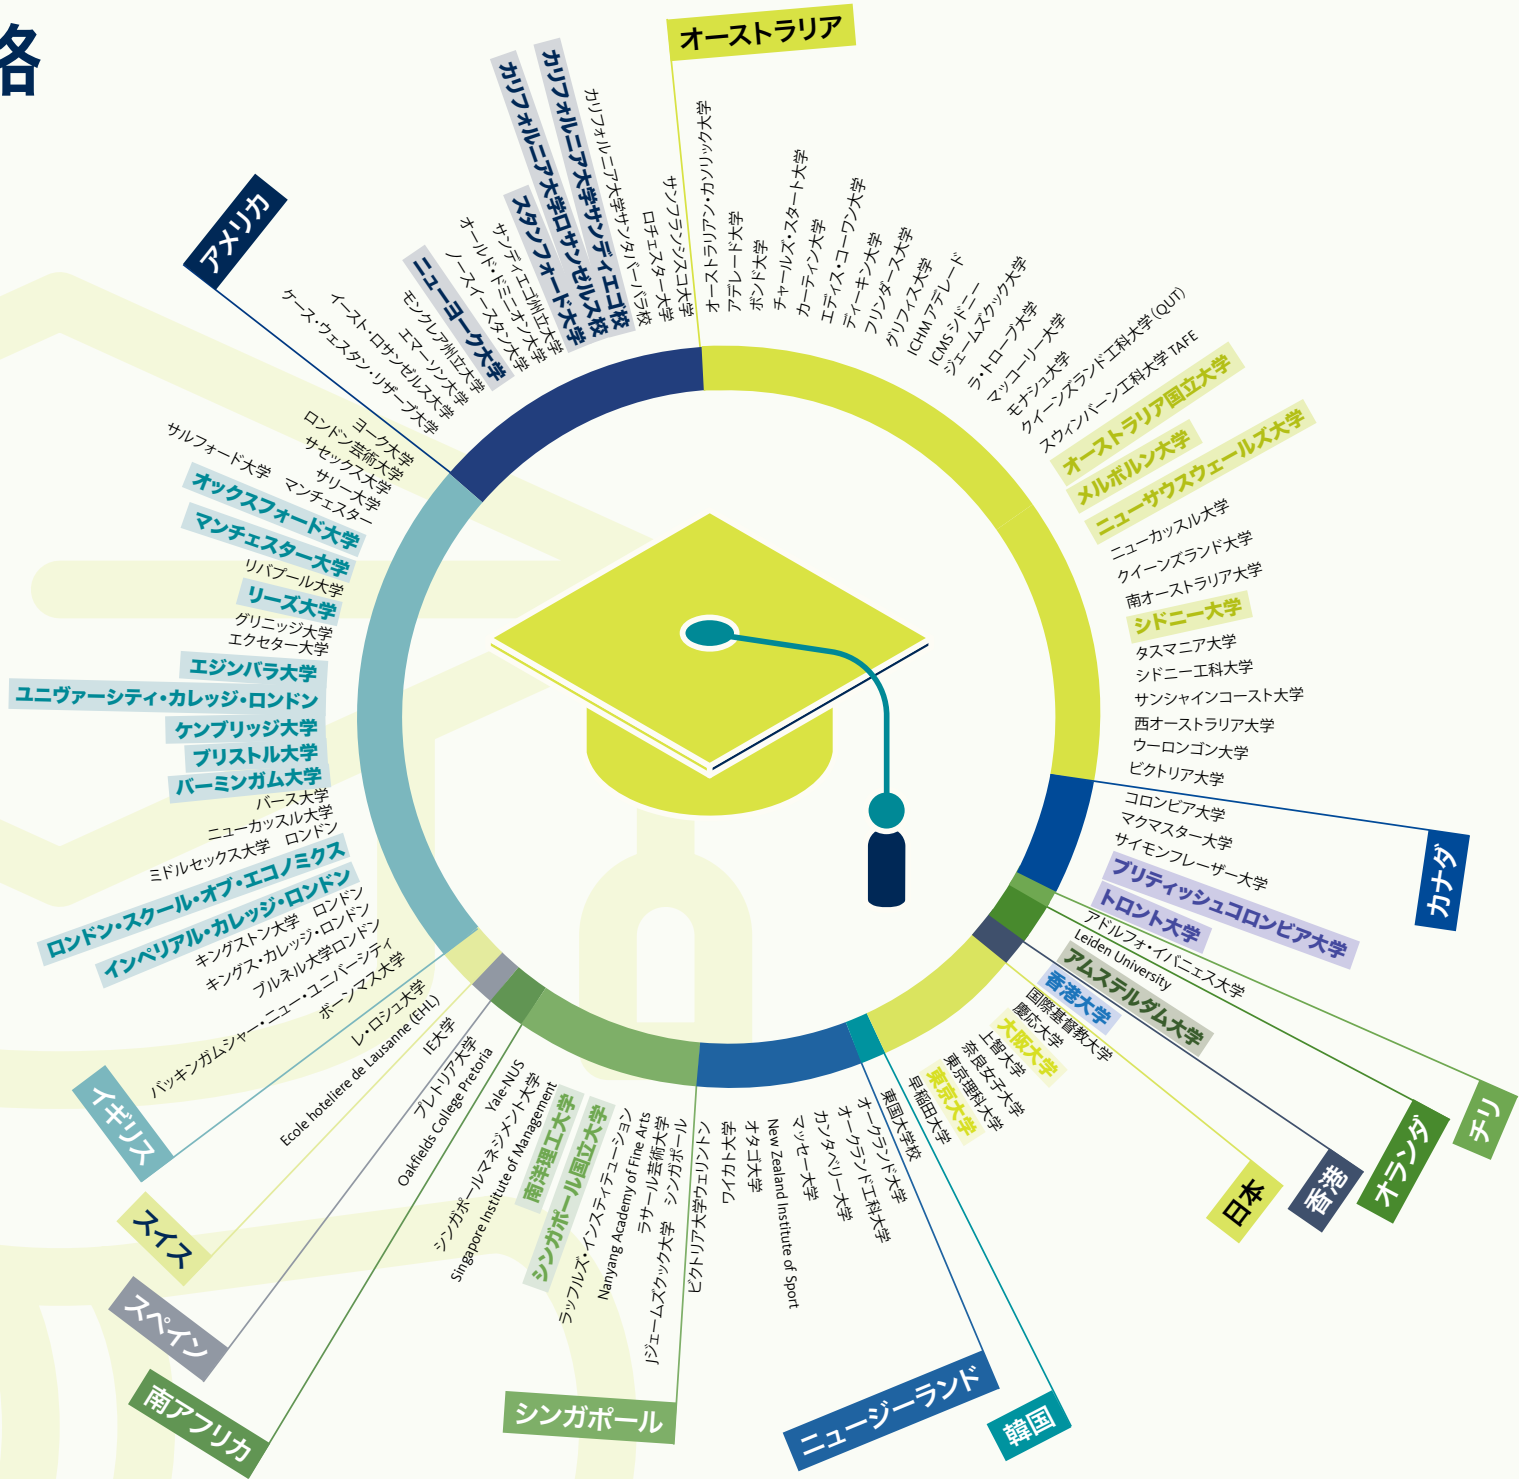 格
オーストラリア
オーストラリアン・カソリック大学
アデレード大学
ボンド大学
チャールズ・スタート大学
カーティン大学
エディス・コーワン大学
ディーキン大学
フリンダース大学
グリフィス大学
ICHM アデレード
ICMS シドニー
ジェームズクック大学
ラ・トローブ大学
マッコーリー大学
モナシュ大学
クイーンズランド工科大学 (QUT)
スウィンバーン工科大学 TAFE
オーストラリア国立大学
メルボルン大学
ニューサウスウェールズ大学
ニューカッスル大学
クイーンズランド大学
南オーストラリア大学
シドニー大学
タスマニア大学
シドニー工科大学
サンシャインコースト大学
西オーストラリア大学
ウーロンゴン大学
ビクトリア大学
カナダ
コロンビア大学
マクマスター大学
サイモンフレーザー大学
ブリティッシュコロンビア大学
トロント大学
チリ
アドルフォ・イバニェス大学
オランダ
Leiden University
アムステルダム大学
香港
香港大学
日本
国際基督教大学
慶応大学
大阪大学
上智大学
奈良女子大学
東京理科大学
東京大学
早稲田大学
韓国
東国大学校
ニュージーランド
オークランド大学
オークランド工科大学
カンタベリー大学
マッセー大学
New Zealand Institute of Sport
オタゴ大学
ワイカト大学
ビクトリア大学ウェリントン
シンガポール
Jジェームズクック大学 シンガポール
ラサール芸術大学
Nanyang Academy of Fine Arts
ラッフルズ・インスティテューション
シンガポール国立大学
南洋理工大学
Singapore Institute of Management
シンガポールマネジメント大学
Yale-NUS
南アフリカ
Oakfields College Pretoria
プレトリア大学
スペイン
IE大学
スイス
Ecole hoteliere de Lausanne (EHL)
レ・ロシュ大学
イギリス
ボーンマス大学
バッキンガムシャー・ニュー・ユニバーシティ
ブルネル大学ロンドン
キングス・カレッジ・ロンドン
キングストン大学 ロンドン
インペリアル・カレッジ・ロンドン
ロンドン・スクール・オブ・エコノミクス
ミドルセックス大学 ロンドン
ニューカッスル大学
バース大学
バーミンガム大学
ブリストル大学
ケンブリッジ大学
ユニヴァーシティ・カレッジ・ロンドン
エジンバラ大学
エクセター大学
グリニッジ大学
リーズ大学
リバプール大学
マンチェスター大学
オックスフォード大学
サルフォード大学 マンチェスター
サリー大学
サセックス大学
ロンドン芸術大学
ヨーク大学
アメリカ
ケース・ウェスタン・リザーブ大学
イースト・ロサンゼルス大学
エマーソン大学
モンクレア州立大学
ニューヨーク大学
ノースイースタン大学
オールド・ドミニオン大学
サンディエゴ州立大学
スタンフォード大学
カリフォルニア大学ロサンゼルス校
カリフォルニア大学サンディエゴ校
カリフォルニア大学サンタバーバラ校
ロチェスター大学
サンフランシスコ大学